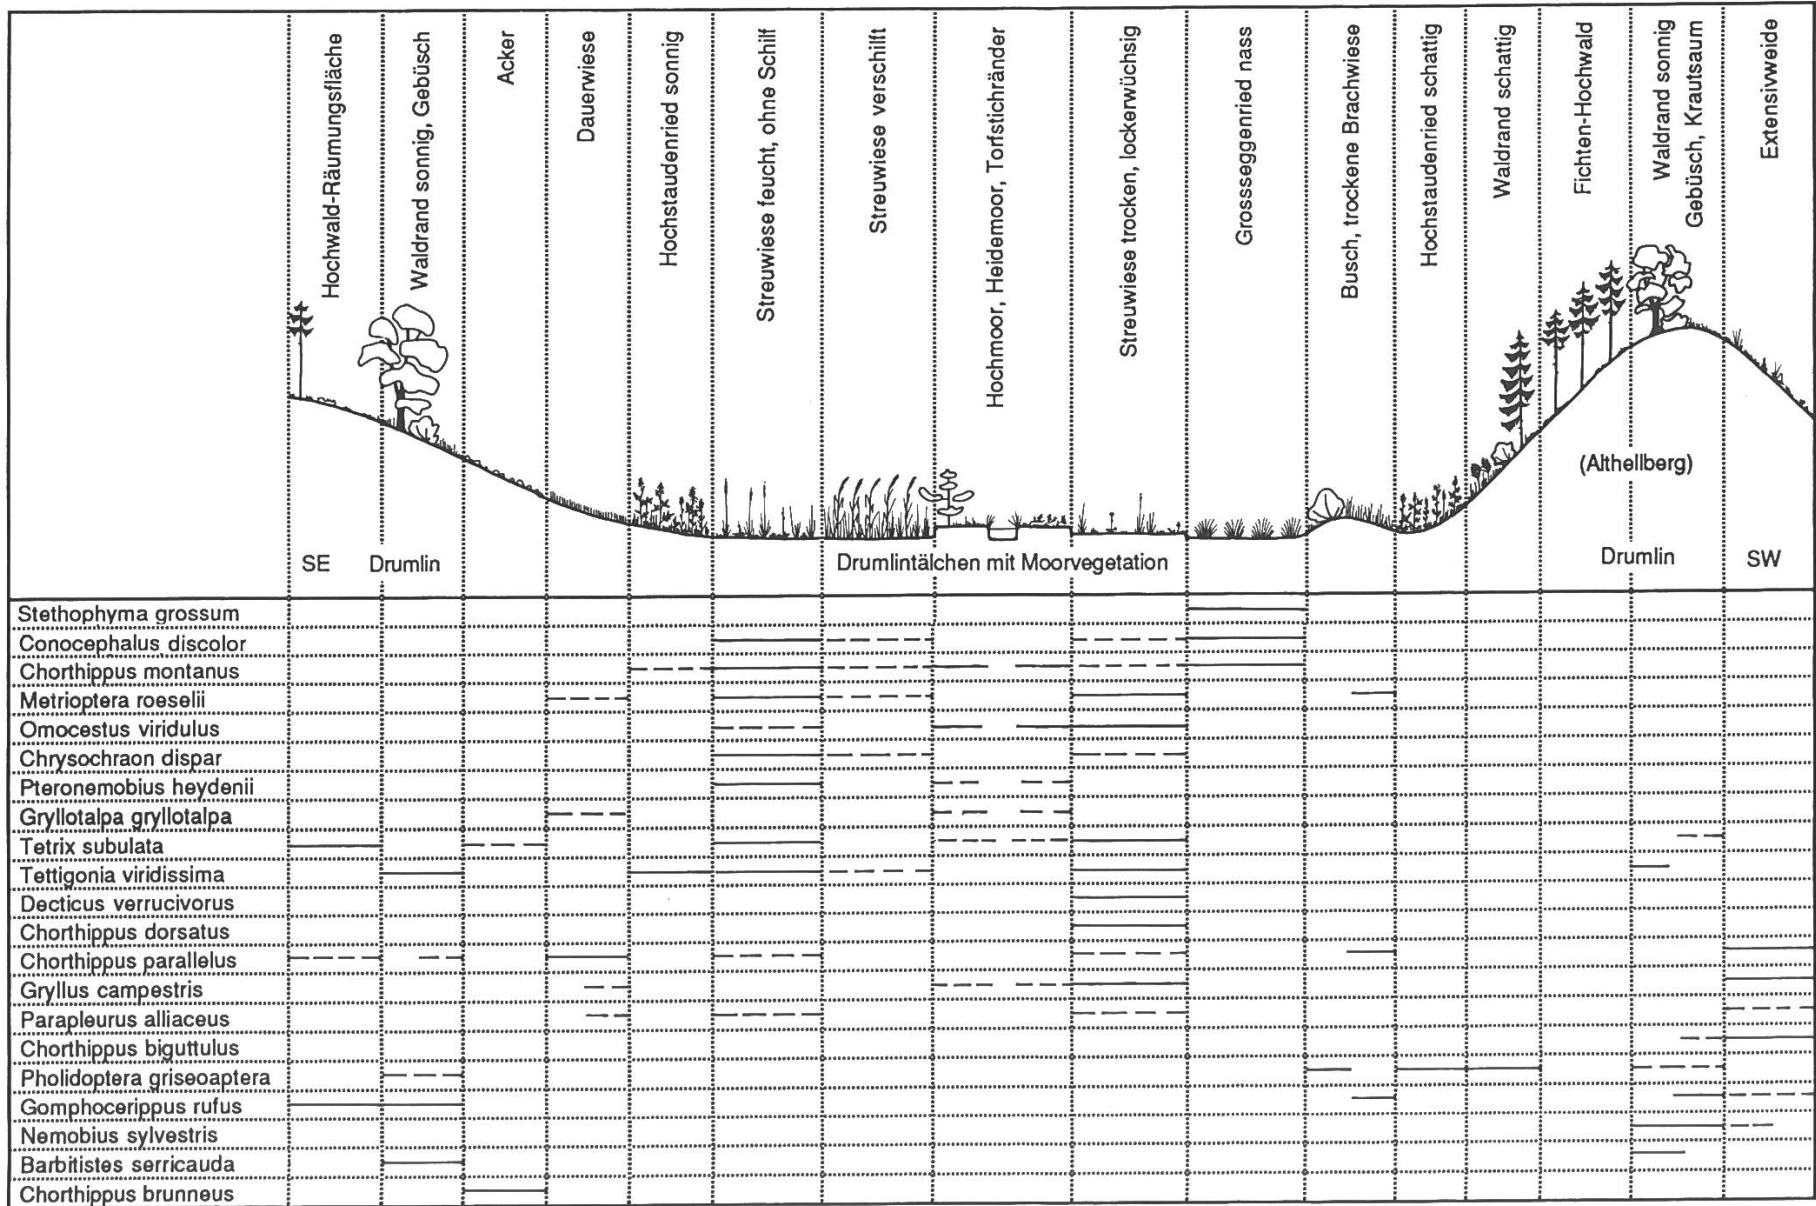 Hochwald-Räumungsfläche
Waldrand sonnig, Gebüsch
Acker
Dauerwiese
Hochstaudenried sonnig
Streuwiese feucht, ohne Schilf
Streuwiese verschilft
Hochmoor, Heidemoor, Torfstichränder
Streuwiese trocken, lockerwüchsig
Grosseggenried nass
Busch, trockene Brachwiese
Hochstaudenried schattig
Waldrand schattig
Fichten-Hochwald
Waldrand sonnig
Gebüsch, Krautsaum
Extensivweide
(Althellberg)
SE Drumlin
Drumlintälchen mit Moorvegetation
Drumlin SW
Stethophyma grossum
Conocephalus discolor
Chorthippus montanus
Metrioptera roeselii
Omocestus viridulus
Chrysochraon dispar
Pteronemobius heydenii
Gryllotalpa gryllotalpa
Tetrix subulata
Tettigonia viridissima
Decticus verrucivorus
Chorthippus dorsatus
Chorthippus parallelus
Gryllus campestris
Parapleurus alliaceus
Chorthippus biguttulus
Pholidoptera griseoaptera
Gomphocerippus rufus
Nemobius sylvestris
Barbitistes serricauda
Chorthippus brunneus